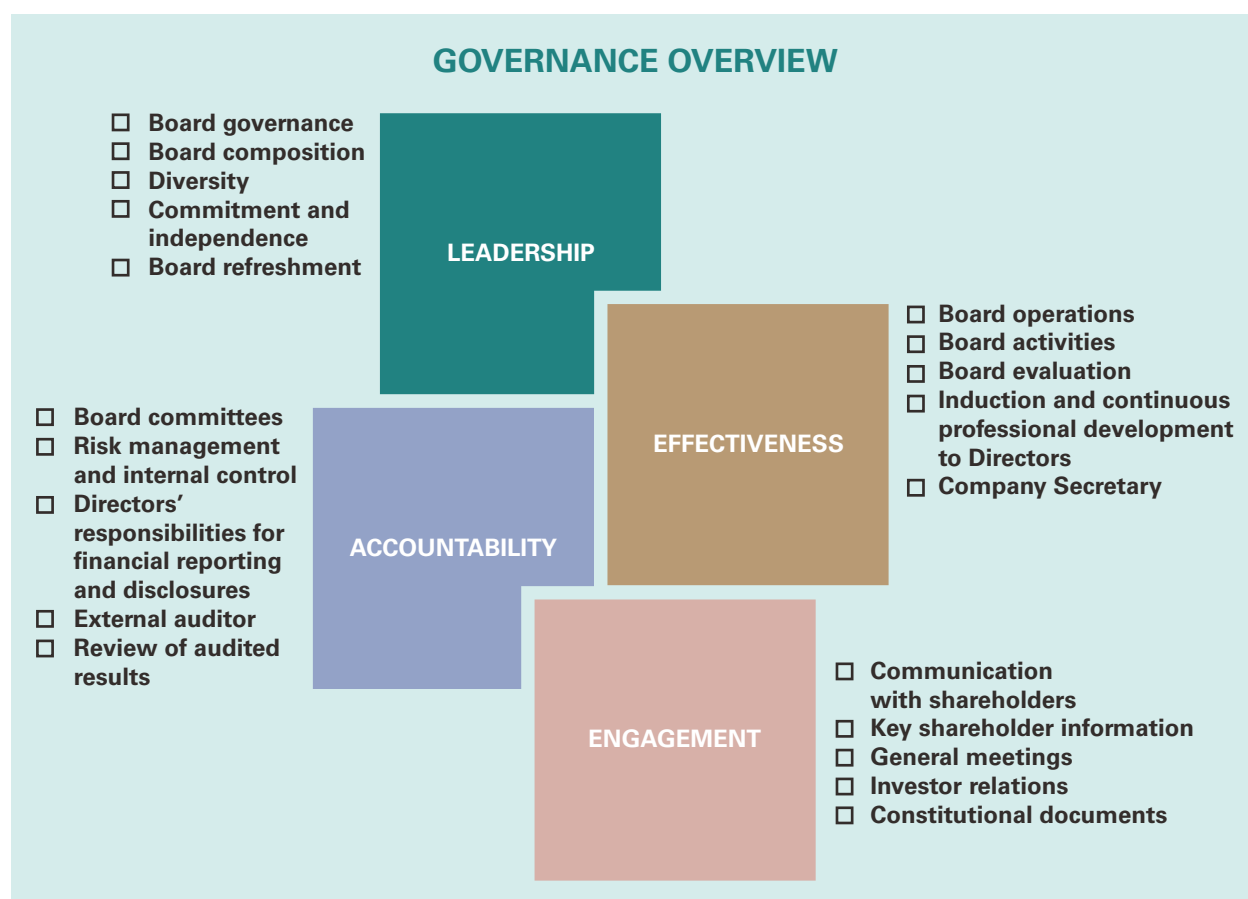 GOVERNANCE OVERVIEW
☐ Board governance
☐ Board composition
☐ Diversity
☐ Commitment and
independence
☐ Board refreshment
LEADERSHIP
☐ Board operations
☐ Board activities
☐ Board evaluation
☐ Induction and continuous
professional development
to Directors
☐ Company Secretary
EFFECTIVENESS
☐ Board committees
☐ Risk management
and internal control
☐ Directors’
responsibilities for
financial reporting
and disclosures
☐ External auditor
☐ Review of audited
results
ACCOUNTABILITY
ENGAGEMENT
☐ Communication
with shareholders
☐ Key shareholder information
☐ General meetings
☐ Investor relations
☐ Constitutional documents